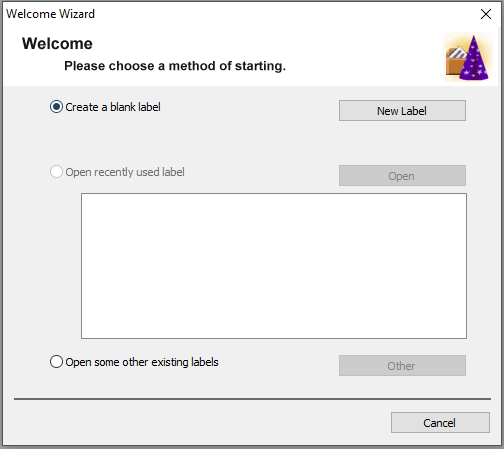 Welcome Wizard
Welcome
Please choose a method of starting.
Create a blank label
New Label
Open recently used label
Open
Open some other existing labels
Other
Cancel